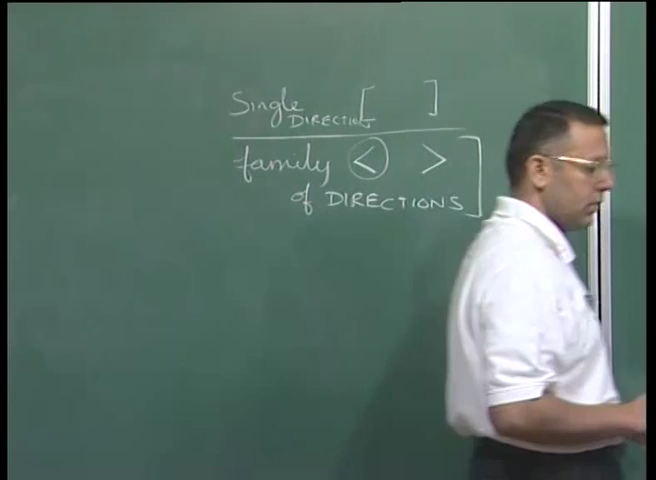 Single [ ]
DIRECTION
family < >
of DIRECTIONS ]